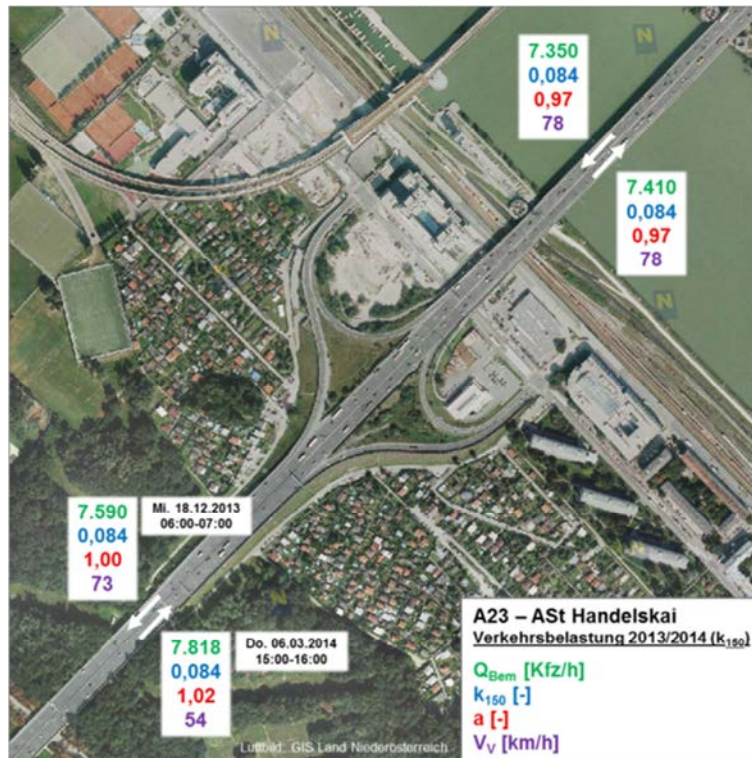 7.350
0,084
0,97
78
7.410
0,084
0,97
78
7.590
0,084
1,00
73
Mi. 18.12.2013
06:00-07:00
7.818
0,084
1,02
54
Do. 06.03.2014
15:00-16:00
A23 – ASt Handelskai
Verkehrsbelastung 2013/2014 (k150)
QBem [Kfz/h]
k150 [-]
a [-]
VV [km/h]
Luftbild: GIS Land Niederösterreich
N
N
N
N
N